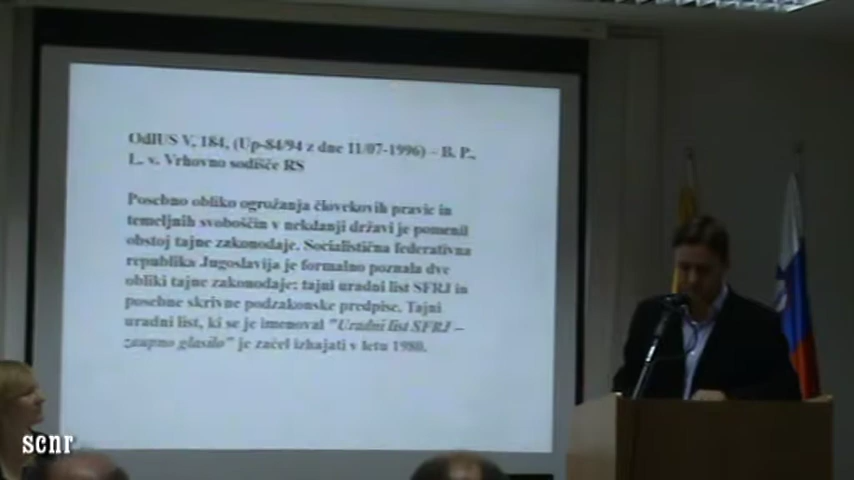 OdlUS V, 184, (Up-84/94 z dne 11/07-1996) – B. P.,
L. v. Vrhovno sodišče RS
Posebno obliko ogrožanja človekovih pravic in
temeljnih svoboščin v nekdanji državi je pomenil
obstoj tajne zakonodaje. Socialistična federativna
republika Jugoslavija je formalno poznala dve
obliki tajne zakonodaje: tajni uradni list SFRJ in
posebne skrivne podzakonske predpise. Tajni
uradni list, ki se je imenoval "Uradni list SFRJ –
zaupno glasilo" je začel izhajati v letu 1980.
scnr